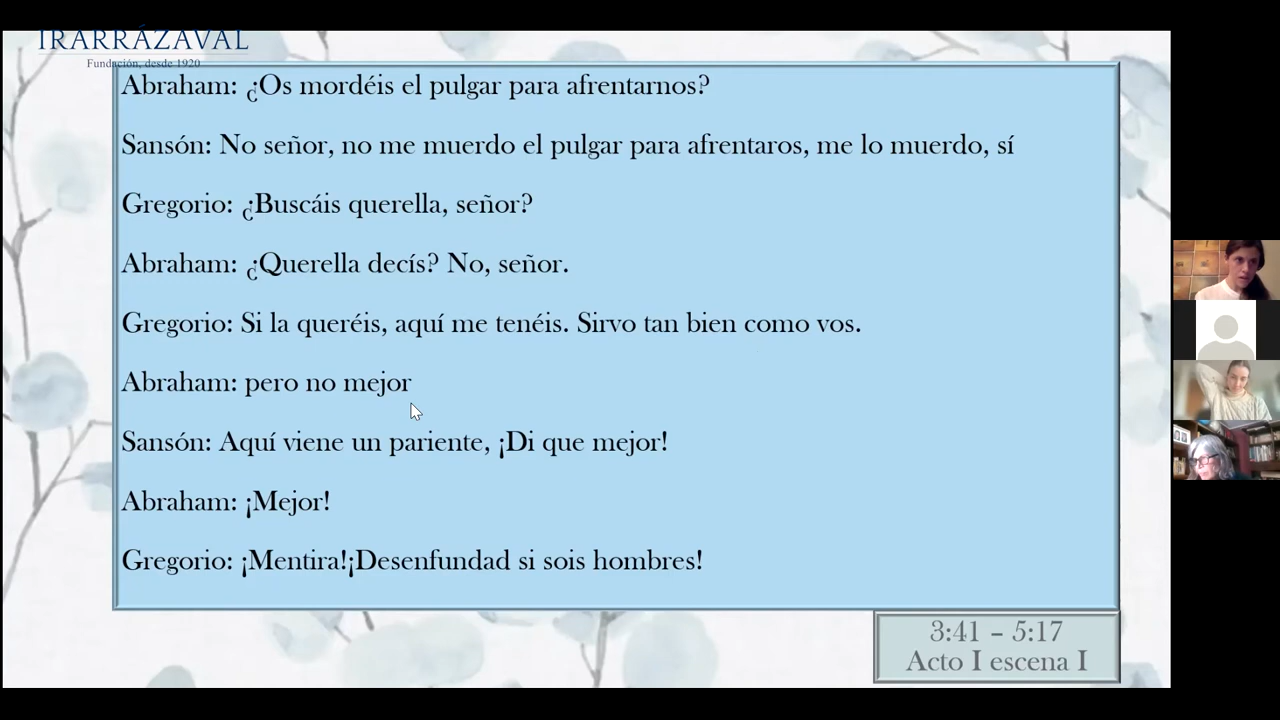 IRARRÁZAVAL
Fundación, desde 1920
Abraham: ¿Os mordéis el pulgar para afrentarnos?
Sansón: No señor, no me muerdo el pulgar para afrentaros, me lo muerdo, sí
Gregorio: ¿Buscáis querella, señor?
Abraham: ¿Querella decís? No, señor.
Gregorio: Si la queréis, aquí me tenéis. Sirvo tan bien como vos.
Abraham: pero no mejor
Sansón: Aquí viene un pariente, ¡Di que mejor!
Abraham: ¡Mejor!
Gregorio: ¡Mentira!¡Desenfundad si sois hombres!
3:41 – 5:17
Acto I escena I